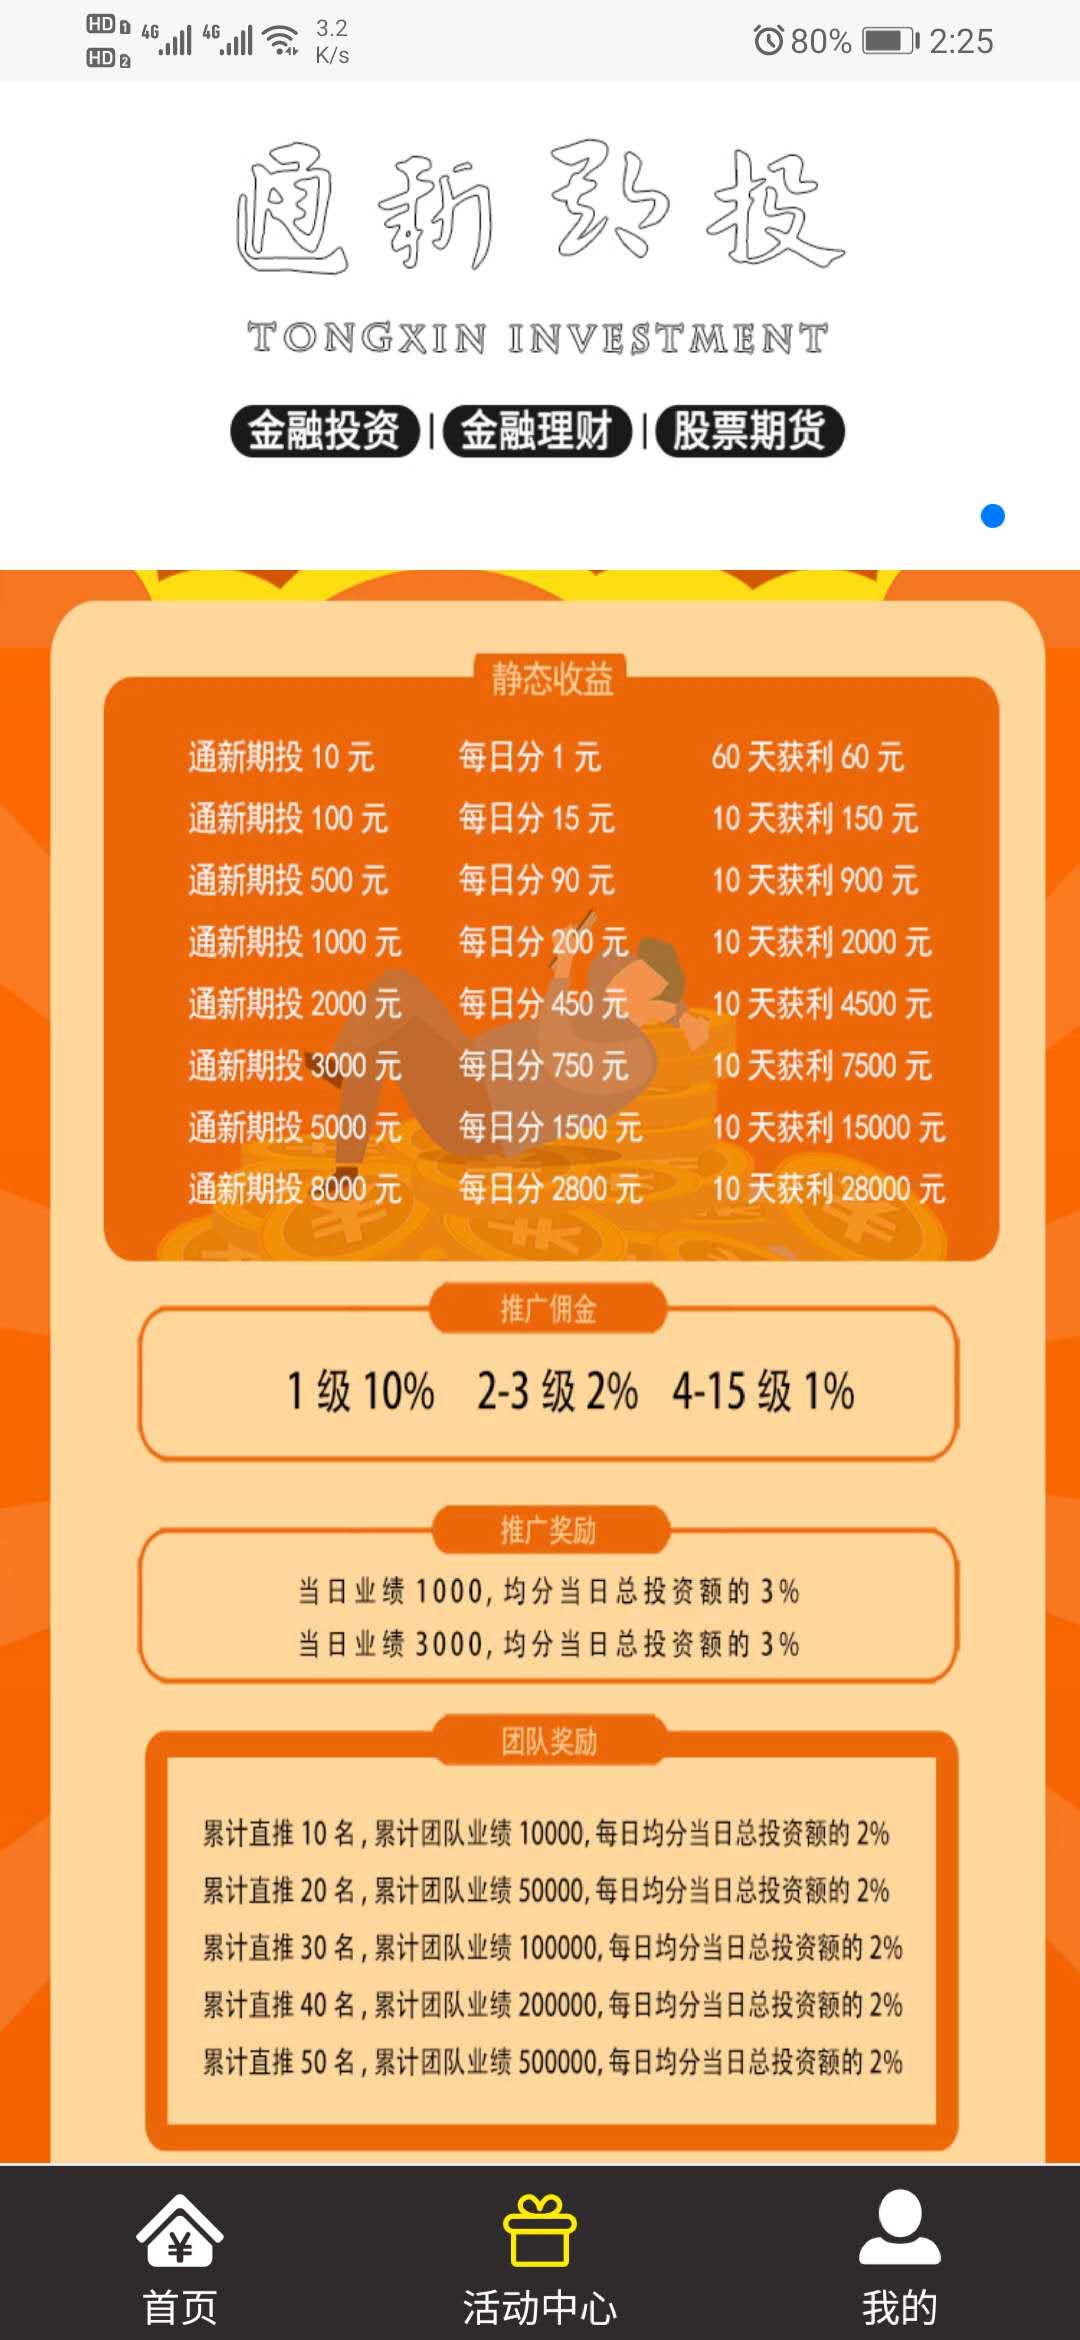 HD 1 4G 4G 3.2 80% 2:25
HD 2 K/s
通新期投
TONGXIN INVESTMENT
金融投资 | 金融理财 | 股票期货
静态收益
通新期投 10 元 每日分 1 元 60 天获利 60 元
通新期投 100 元 每日分 15 元 10 天获利 150 元
通新期投 500 元 每日分 90 元 10 天获利 900 元
通新期投 1000 元 每日分 200 元 10 天获利 2000 元
通新期投 2000 元 每日分 450 元 10 天获利 4500 元
通新期投 3000 元 每日分 750 元 10 天获利 7500 元
通新期投 5000 元 每日分 1500 元 10 天获利 15000 元
通新期投 8000 元 每日分 2800 元 10 天获利 28000 元
推广佣金
1 级 10% 2-3 级 2% 4-15 级 1%
推广奖励
当日业绩 1000, 均分当日总投资额的 3%
当日业绩 3000, 均分当日总投资额的 3%
团队奖励
累计直推 10 名 , 累计团队业绩 10000, 每日均分当日总投资额的 2%
累计直推 20 名 , 累计团队业绩 50000, 每日均分当日总投资额的 2%
累计直推 30 名 , 累计团队业绩 100000, 每日均分当日总投资额的 2%
累计直推 40 名 , 累计团队业绩 200000, 每日均分当日总投资额的 2%
累计直推 50 名 , 累计团队业绩 500000, 每日均分当日总投资额的 2%
首页 活动中心 我的